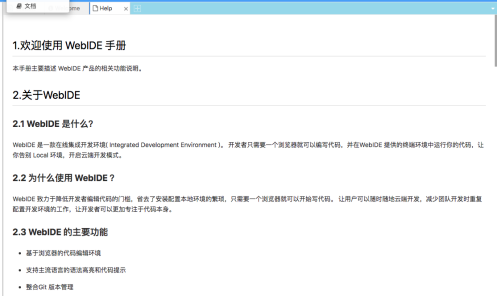 文档
ome
Help
1.欢迎使用 WebIDE 手册
本手册主要描述 WebIDE 产品的相关功能说明。
2.关于WebIDE
2.1 WebIDE 是什么?
WebIDE 是一款在线集成开发环境( Integrated Development Environment )。 开发者只需要一个浏览器就可以编写代码，并在WebIDE 提供的终端环境中运行你的代码，让
你告别 Local 环境，开启云端开发模式。
2.2 为什么使用 WebIDE？
WebIDE 致力于降低开发者编辑代码的门槛，省去了安装配置本地环境的繁琐，只需要一个浏览器就可以开始写代码。 让用户可以随时随地云端开发，减少团队开发时重复
配置开发环境的工作，让开发者可以更加专注于代码本身。
2.3 WebIDE 的主要功能
• 基于浏览器的代码编辑环境
• 支持主流语言的语法高亮和代码提示
• 整合Git 版本管理